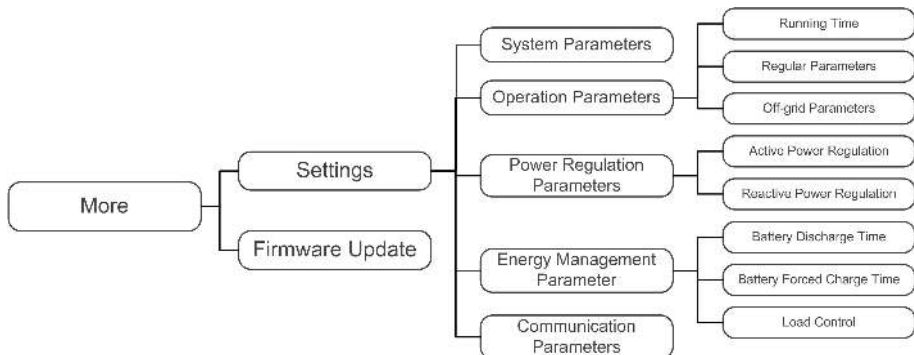 More
Settings
Firmware Update
System Parameters
Operation Parameters
Power Regulation
Parameters
Energy Management
Parameter
Communication
Parameters
Running Time
Regular Parameters
Off-grid Parameters
Active Power Regulation
Reactive Power Regulation
Battery Discharge Time
Battery Forced Charge Time
Load Control